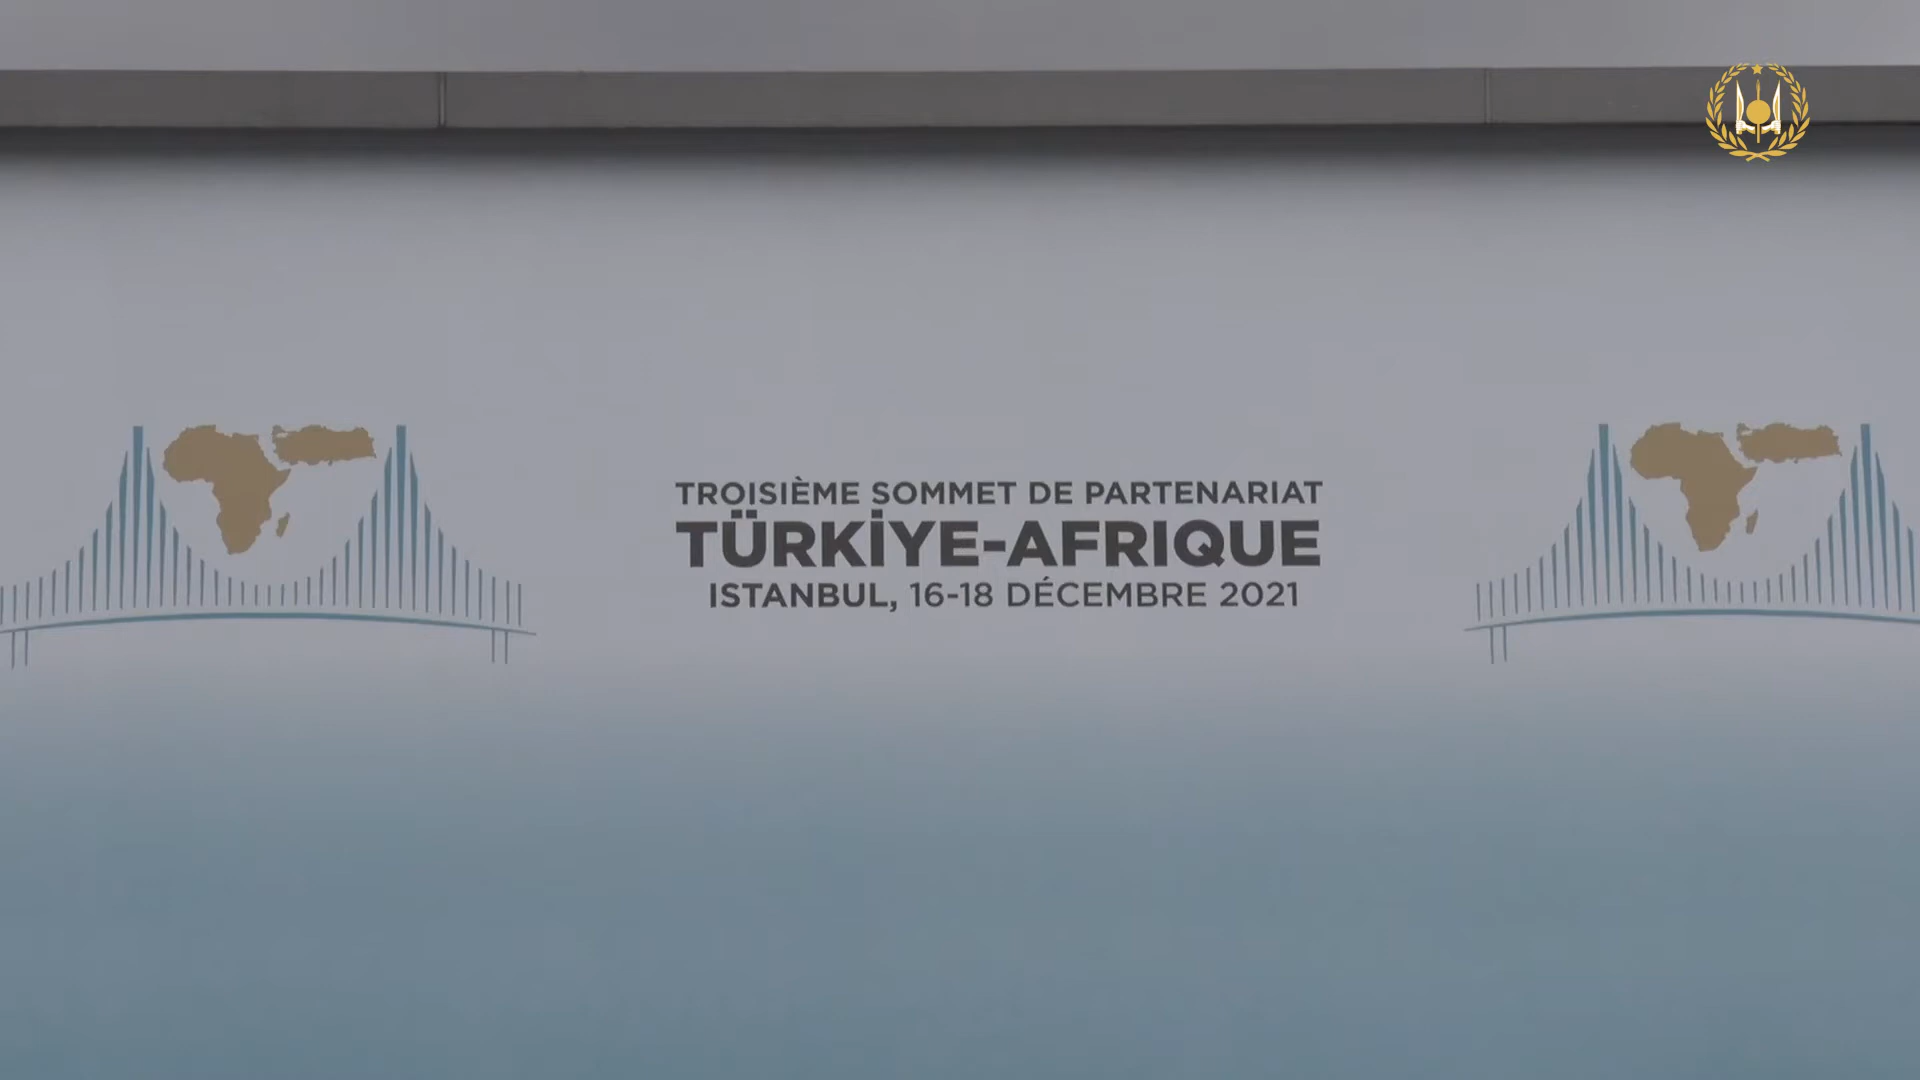 TROISIÈME SOMMET DE PARTENARIAT
TÜRKİYE-AFRIQUE
ISTANBUL, 16-18 DÉCEMBRE 2021